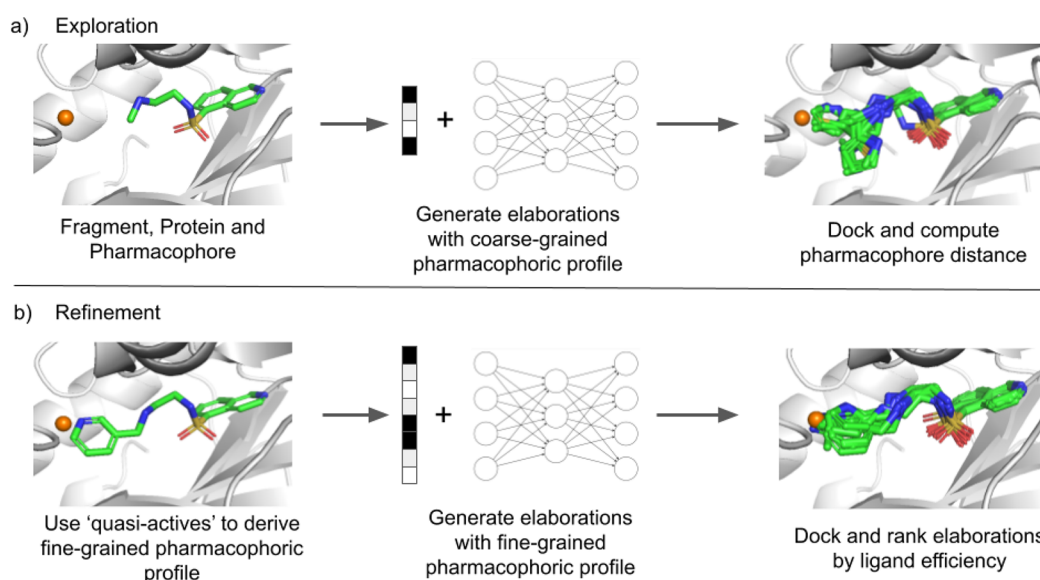 a) Exploration
+
Fragment, Protein and
Pharmacophore
Generate elaborations
with coarse-grained
pharmacophoric profile
Dock and compute
pharmacophore distance
b) Refinement
+
Use ‘quasi-actives’ to derive
fine-grained pharmacophoric
profile
Generate elaborations
with fine-grained
pharmacophoric profile
Dock and rank elaborations
by ligand efficiency